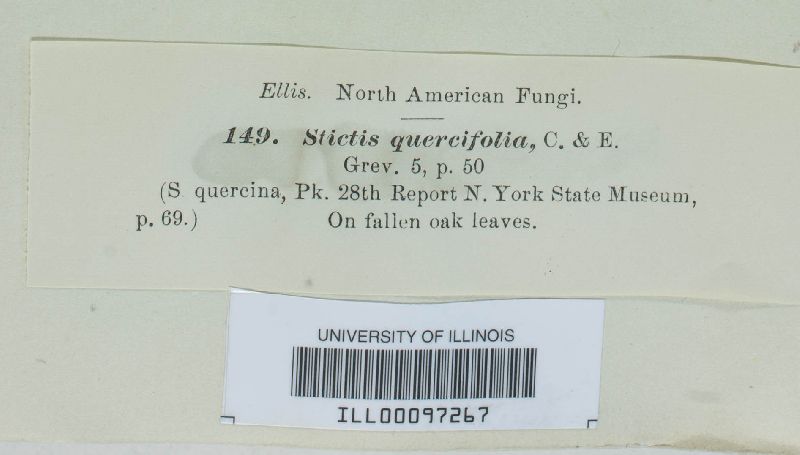 Ellis. North American Fungi.
149. Stictis quercifolia, C. & E.
Grev. 5, p. 50
(S quercina, Pk. 28th Report N. York State Museum,
p. 69.) On fallen oak leaves.
UNIVERSITY OF ILLINOIS
ILL00097267